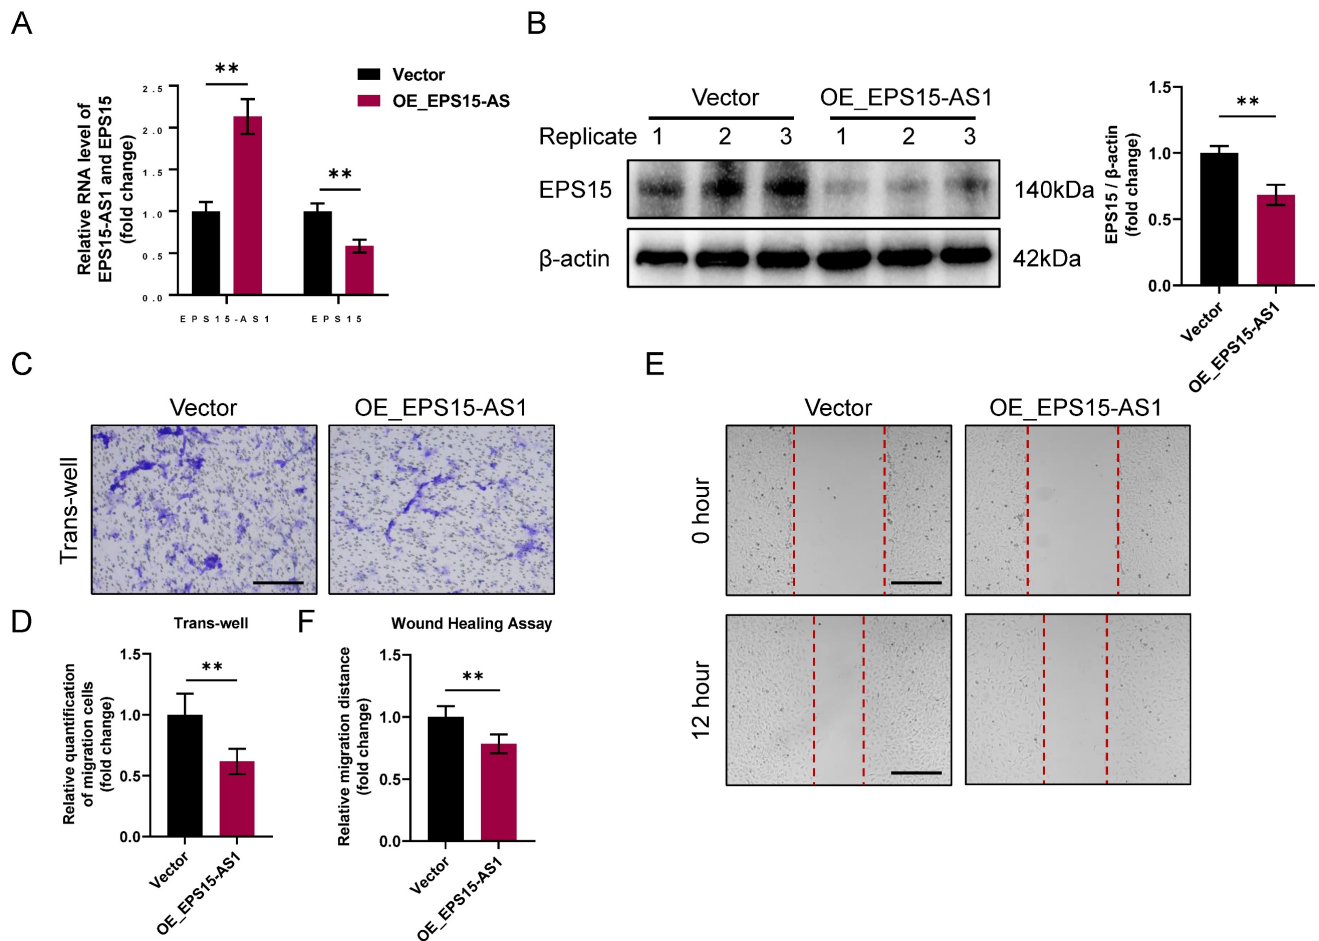 A
**
**
Vector
OE_EPS15-AS
Relative RNA level of
EPS15-AS1 and EPS15
(fold change)
2.5
2.0
1.5
1.0
0.5
0.0
EPS15-AS1
EPS15
B
Vector
OE_EPS15-AS1
Replicate 1 2 3 1 2 3
EPS15
140kDa
β-actin
42kDa
EPS15 / β-actin
(fold change)
1.5
1.0
0.5
0.0
**
Vector
OE_EPS15-AS1
C
Vector
OE_EPS15-AS1
Trans-well
D
Trans-well
Relative quantification
of migration cells
(fold change)
1.5
1.0
0.5
0.0
**
Vector
OE_EPS15-AS1
F
Wound Healing Assay
Relative migration distance
(fold change)
1.5
1.0
0.5
0.0
**
Vector
OE_EPS15-AS1
E
Vector
OE_EPS15-AS1
0 hour
12 hour